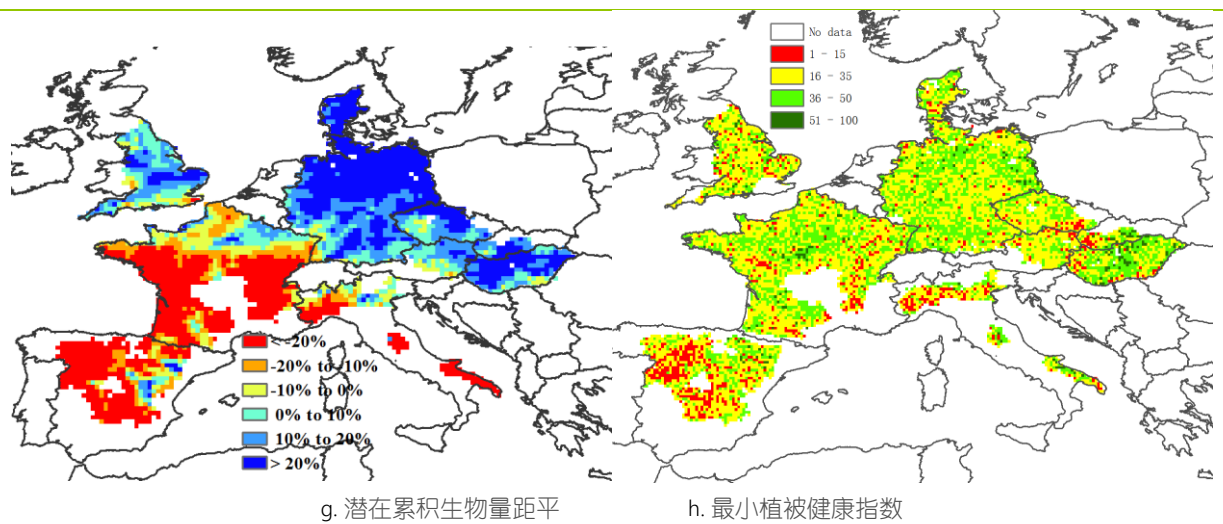 < -20%
-20% to -10%
-10% to 0%
0% to 10%
10% to 20%
> 20%
No data
1 - 15
16 - 35
36 - 50
51 - 100
g. 潜在累积生物量距平
h. 最小植被健康指数